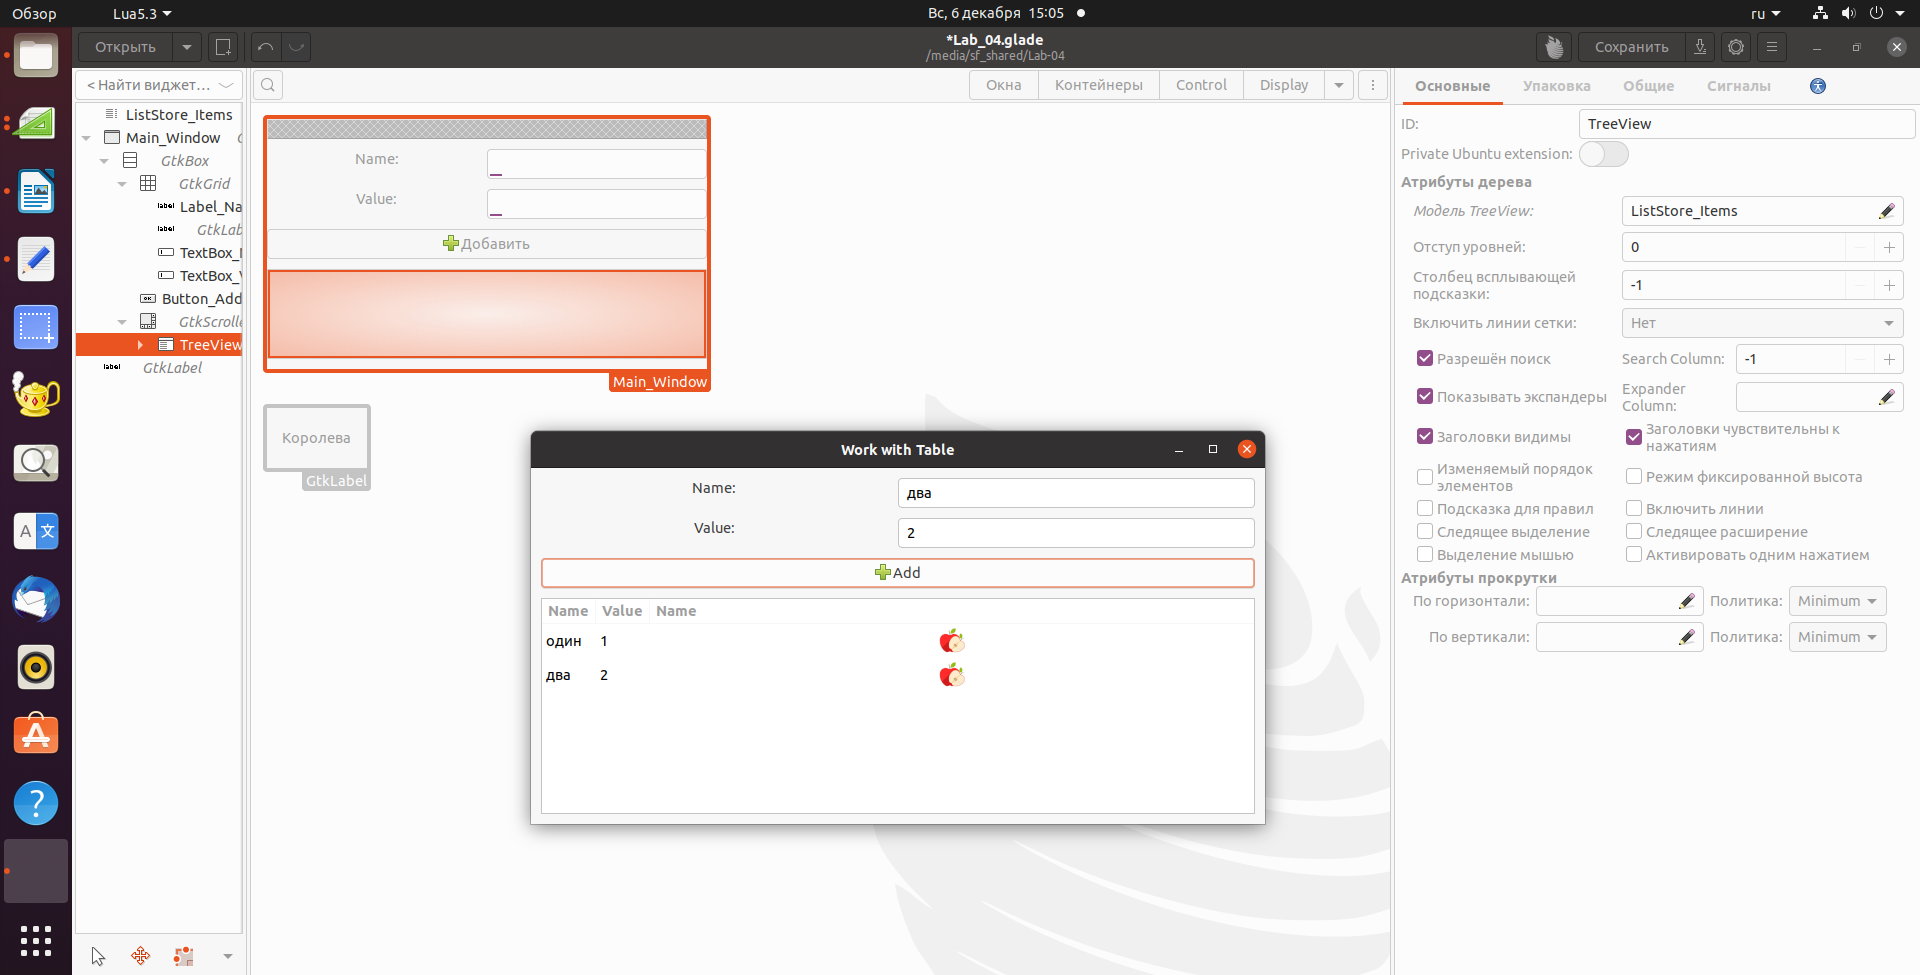 Обзор
Lua5.3
Вс, 6 декабря 15:05
ru
Открыть
*Lab_04.glade
/media/sf_shared/Lab-04
Сохранить
< Найти виджет…
ListStore_Items
Main_Window
GtkBox
GtkGrid
Label_Na
GtkLab
TextBox_
TextBox_
Button_Add
GtkScrolle
TreeView
GtkLabel
Окна
Контейнеры
Control
Display
Name:
Value:
Добавить
Main_Window
Королева
GtkLabel
Work with Table
Name:
два
Value:
2
Add
Name Value Name
один 1
два 2
Основные
Упаковка
Общие
Сигналы
ID:
TreeView
Private Ubuntu extension:
Атрибуты дерева
Модель TreeView:
ListStore_Items
Отступ уровней:
0
Столбец всплывающей
подсказки:
-1
Включить линии сетки:
Нет
Разрешён поиск
Search Column:
-1
Показывать экспандеры
Expander
Column:
Заголовки видимы
Заголовки чувствительны к
нажатиям
Изменяемый порядок
элементов
Режим фиксированной высота
Подсказка для правил
Включить линии
Следящее выделение
Следящее расширение
Выделение мышью
Активировать одним нажатием
Атрибуты прокрутки
По горизонтали:
Политика:
Minimum
По вертикали:
Политика:
Minimum